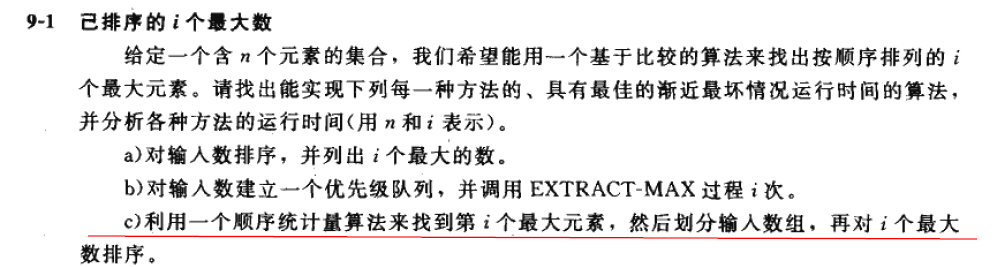 9-1 已排序的 i 个最大数
给定一个含 n 个元素的集合，我们希望能用一个基于比较的算法来找出按顺序排列的 i
个最大元素。请找出能实现下列每一种方法的、具有最佳的渐近最坏情况运行时间的算法，
并分析各种方法的运行时间(用 n 和 i 表示)。
a)对输入数排序，并列出 i 个最大的数。
b)对输入数建立一个优先级队列，并调用 EXTRACT-MAX 过程 i 次。
c)利用一个顺序统计量算法来找到第 i 个最大元素，然后划分输入数组，再对 i 个最大
数排序。